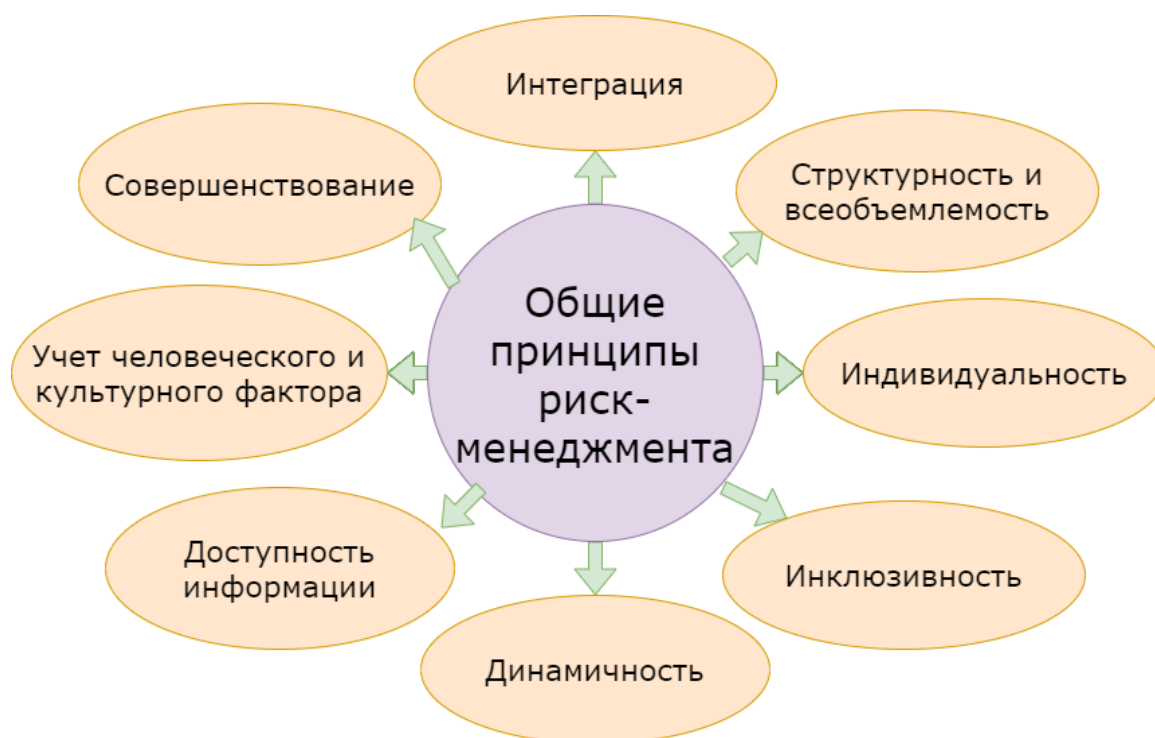 Интеграция
Структурность и
всеобъемлемость
Индивидуальность
Инклюзивность
Динамичность
Доступность
информации
Учет человеческого и
культурного фактора
Совершенствование
Общие
принципы
риск-
менеджмента